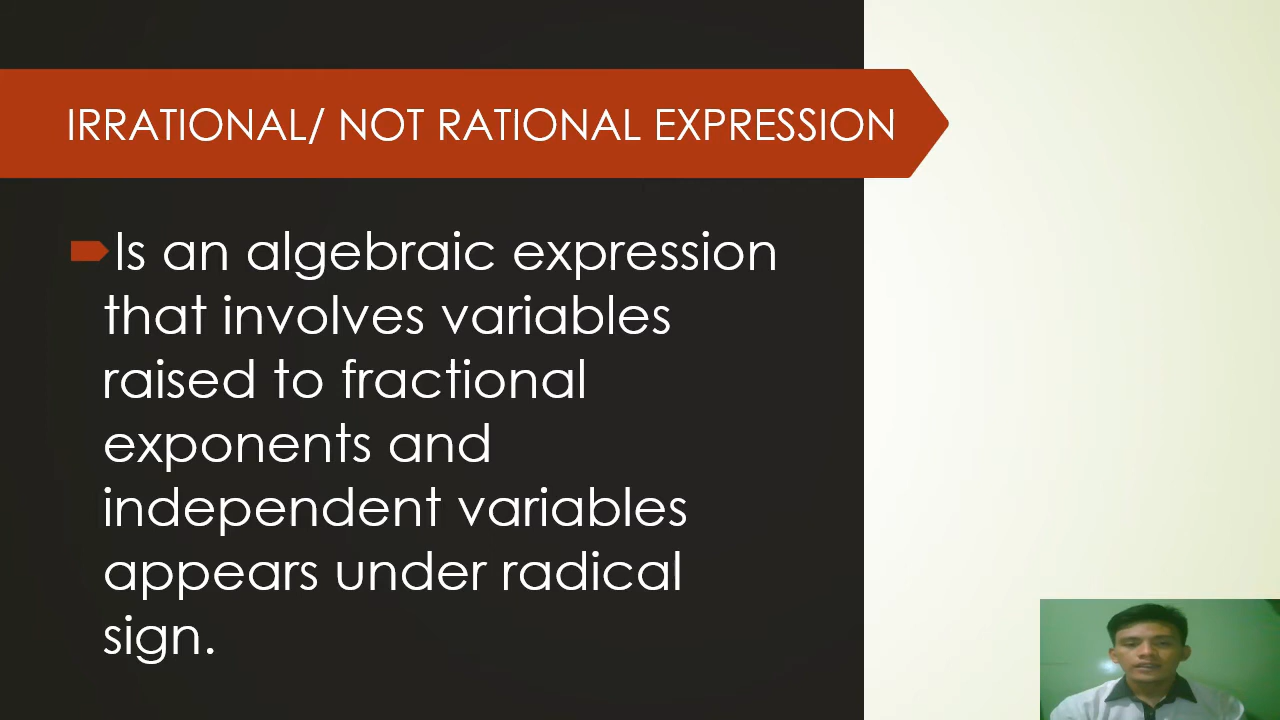 IRRATIONAL/ NOT RATIONAL EXPRESSION
Is an algebraic expression
that involves variables
raised to fractional
exponents and
independent variables
appears under radical
sign.